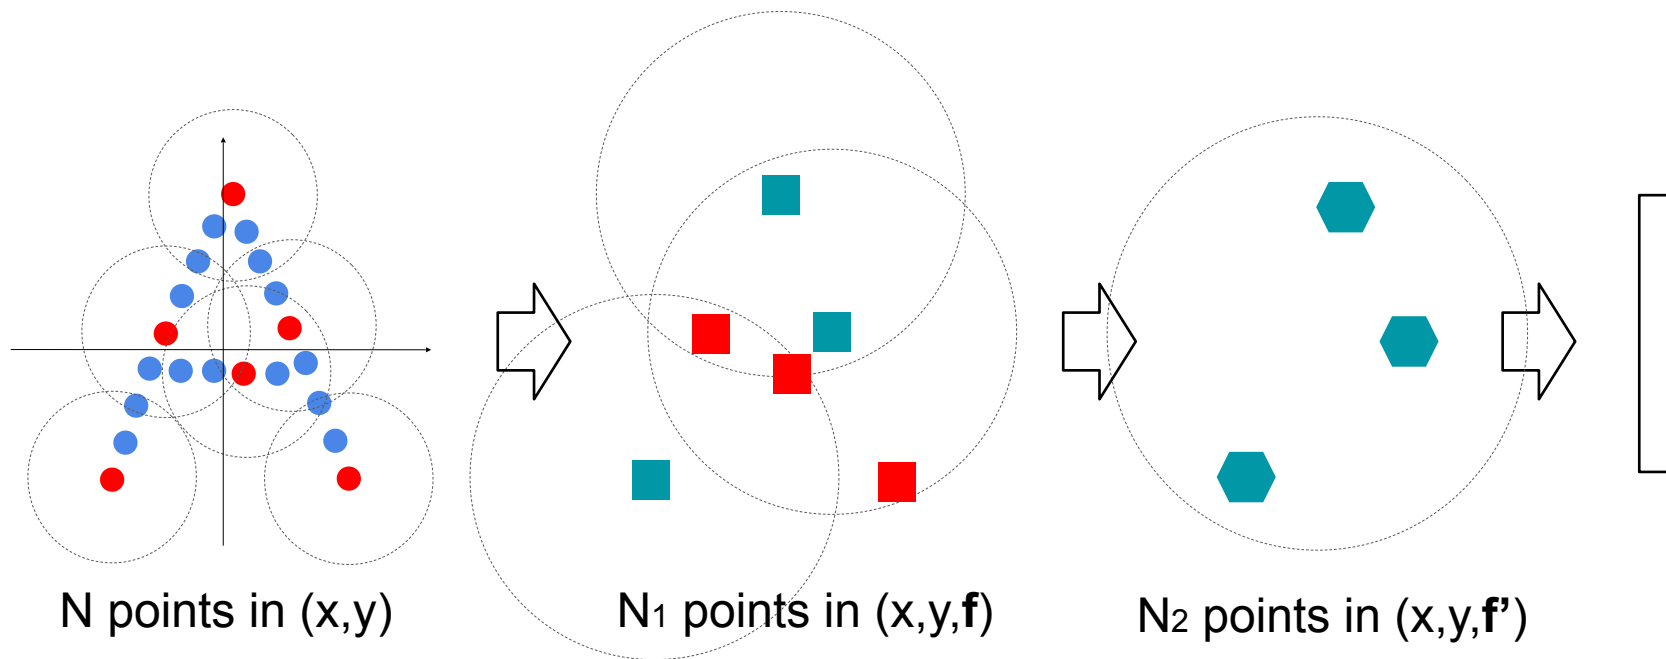 N points in (x,y)
N1 points in (x,y,f)
N2 points in (x,y,f’)